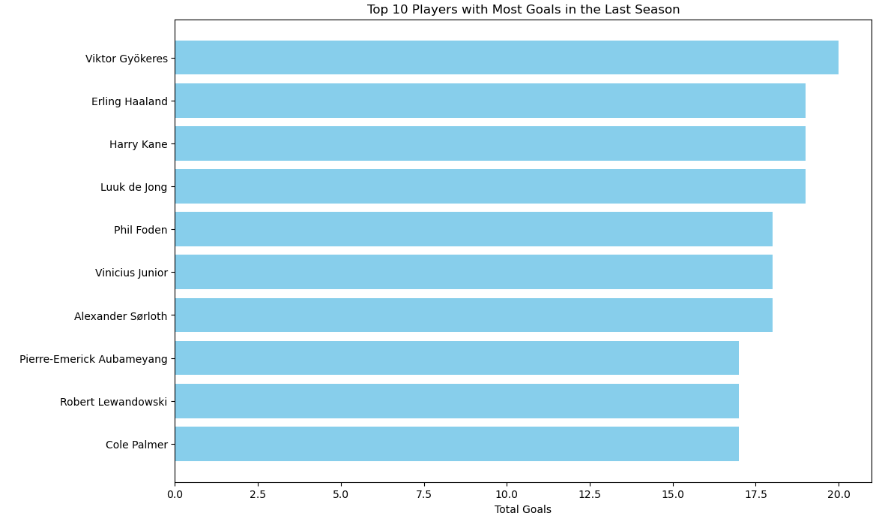 Top 10 Players with Most Goals in the Last Season
Viktor Gyökeres
Erling Haaland
Harry Kane
Luuk de Jong
Phil Foden
Vinicius Junior
Alexander Sørloth
Pierre-Emerick Aubameyang
Robert Lewandowski
Cole Palmer
0.0 2.5 5.0 7.5 10.0 12.5 15.0 17.5 20.0
Total Goals